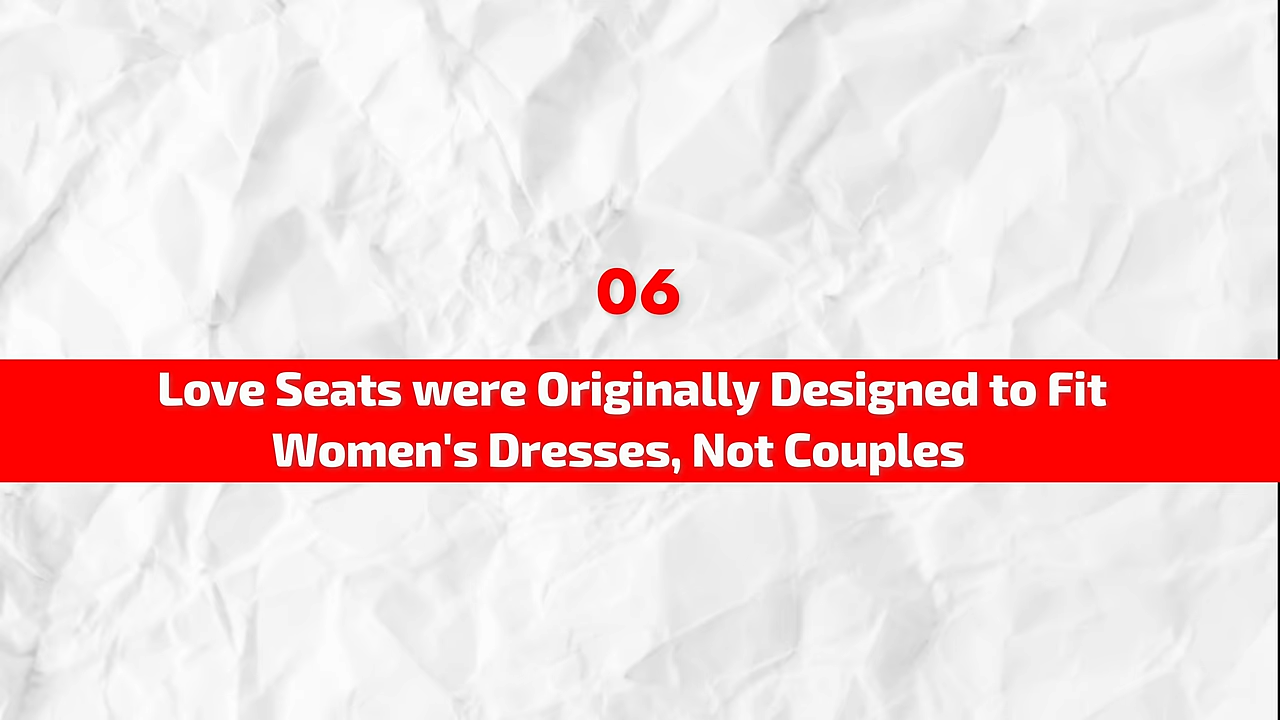 06
Love Seats were Originally Designed to Fit
Women's Dresses, Not Couples